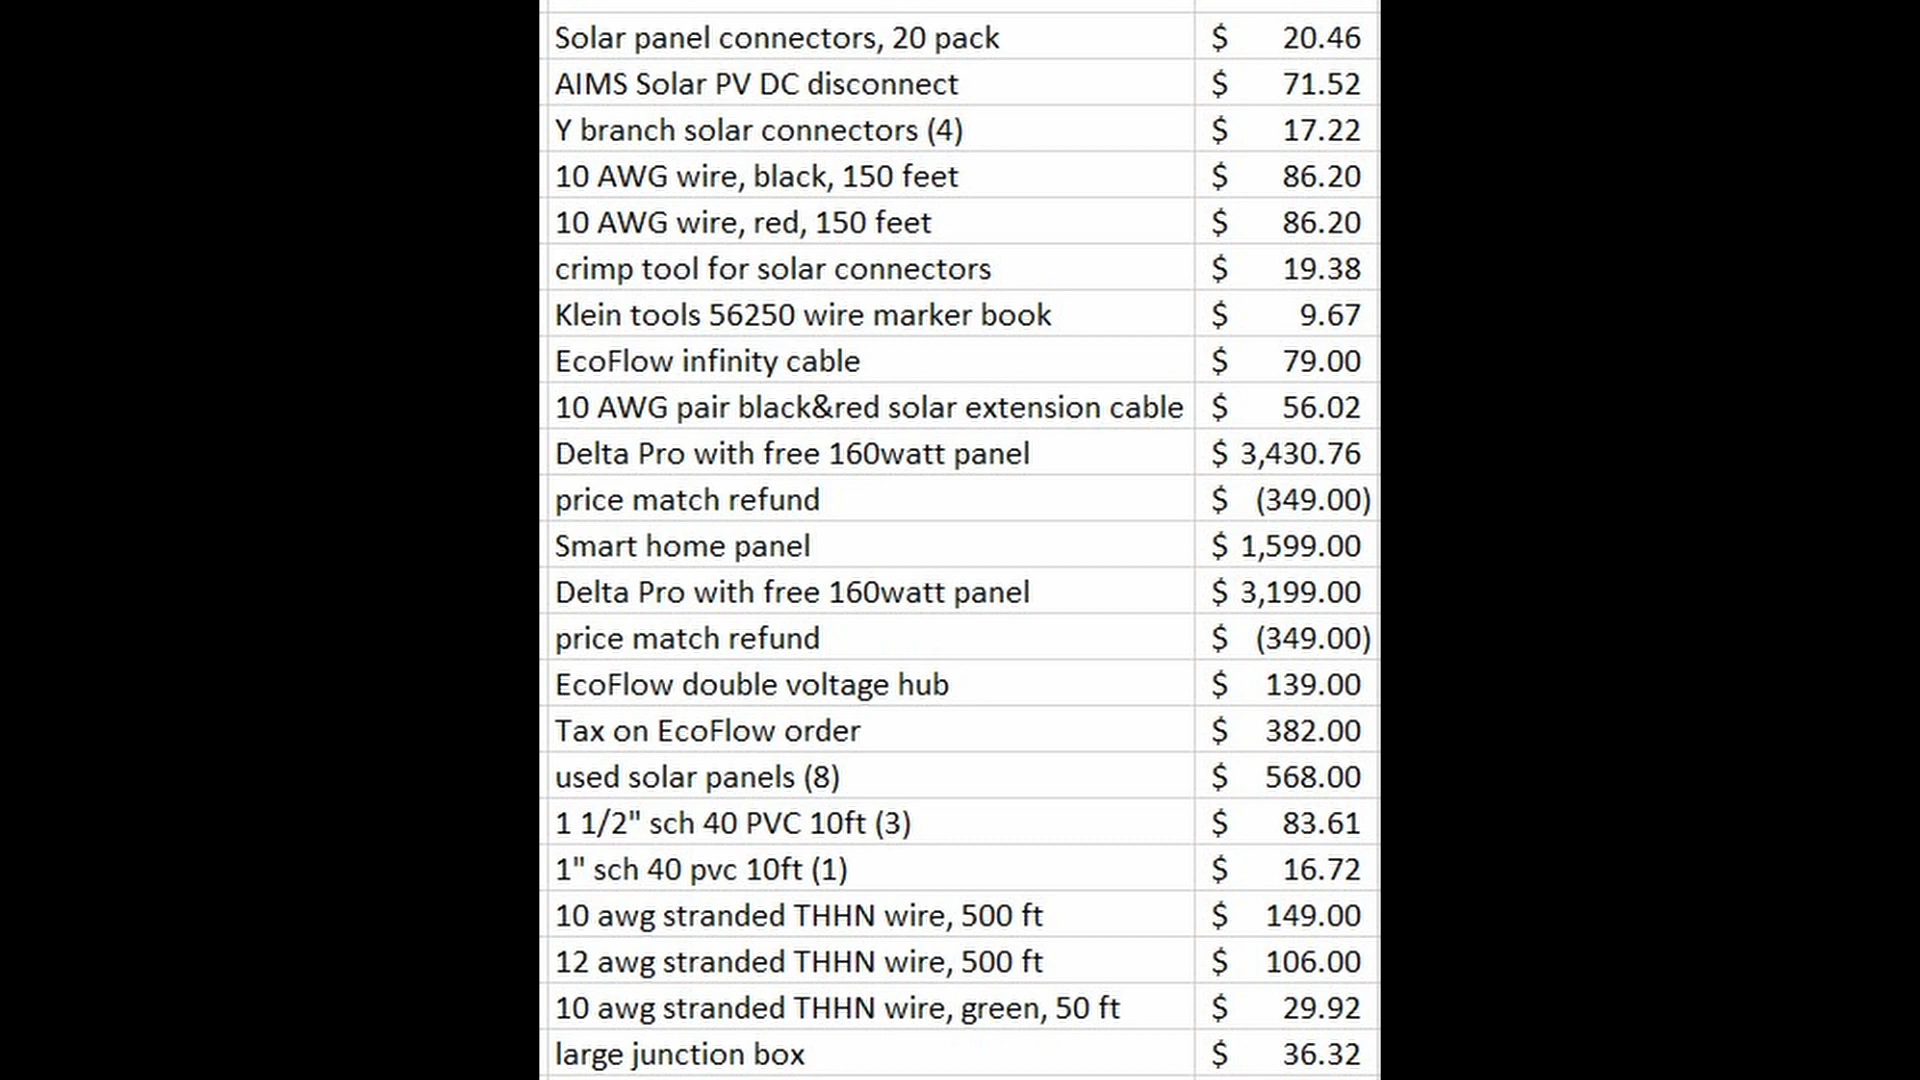 Solar panel connectors, 20 pack $ 20.46
AIMS Solar PV DC disconnect $ 71.52
Y branch solar connectors (4) $ 17.22
10 AWG wire, black, 150 feet $ 86.20
10 AWG wire, red, 150 feet $ 86.20
crimp tool for solar connectors $ 19.38
Klein tools 56250 wire marker book $ 9.67
EcoFlow infinity cable $ 79.00
10 AWG pair black&red solar extension cable $ 56.02
Delta Pro with free 160watt panel $ 3,430.76
price match refund $ (349.00)
Smart home panel $ 1,599.00
Delta Pro with free 160watt panel $ 3,199.00
price match refund $ (349.00)
EcoFlow double voltage hub $ 139.00
Tax on EcoFlow order $ 382.00
used solar panels (8) $ 568.00
1 1/2" sch 40 PVC 10ft (3) $ 83.61
1" sch 40 pvc 10ft (1) $ 16.72
10 awg stranded THHN wire, 500 ft $ 149.00
12 awg stranded THHN wire, 500 ft $ 106.00
10 awg stranded THHN wire, green, 50 ft $ 29.92
large junction box $ 36.32